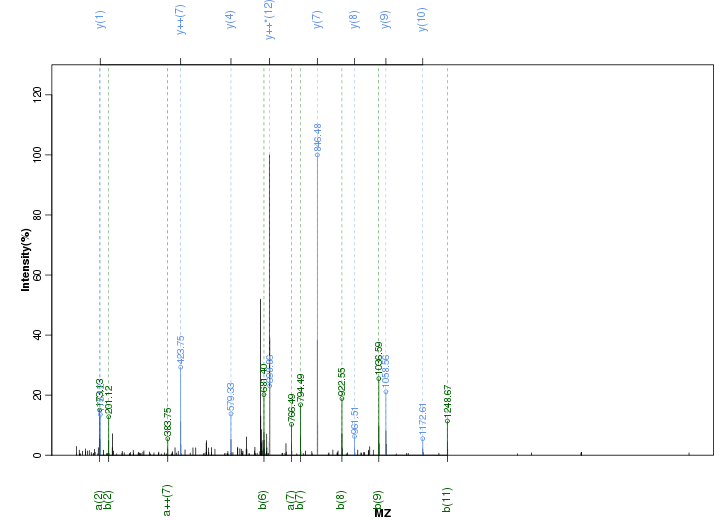 y(1)
y++(7)
y(4)
y++*(12)
y(7)
y(8)
y(9)
y(10)
Intensity(%)
120
100
80
60
40
20
0
173.13
201.12
383.75
423.75
579.33
681.40
766.49
794.49
846.48
922.55
961.51
1036.59
1058.56
1172.61
1248.67
a(2)
b(2)
a++(7)
b(6)
a(7)
b(7)
b(8)
b(9)
b(11)
MZ